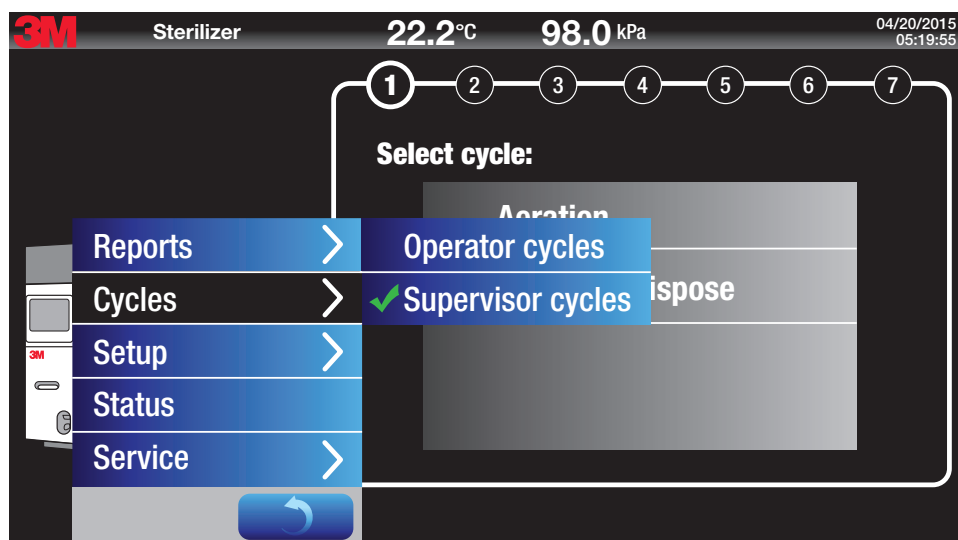 3M Sterilizer 22.2°C 98.0 kPa 04/20/2015
05:19:55
1 2 3 4 5 6 7
Select cycle:
Aeration
Reports
Operator cycles
Cycles
Supervisor cycles
ispose
Setup
3M
Status
Service